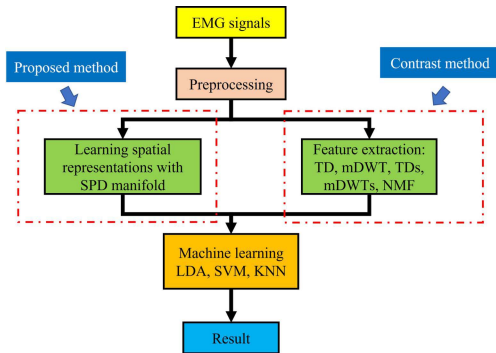 EMG signals
Proposed method
Contrast method
Preprocessing
Learning spatial
representations with
SPD manifold
Feature extraction:
TD, mDWT, TDs,
mDWTs, NMF
Machine learning
LDA, SVM, KNN
Result